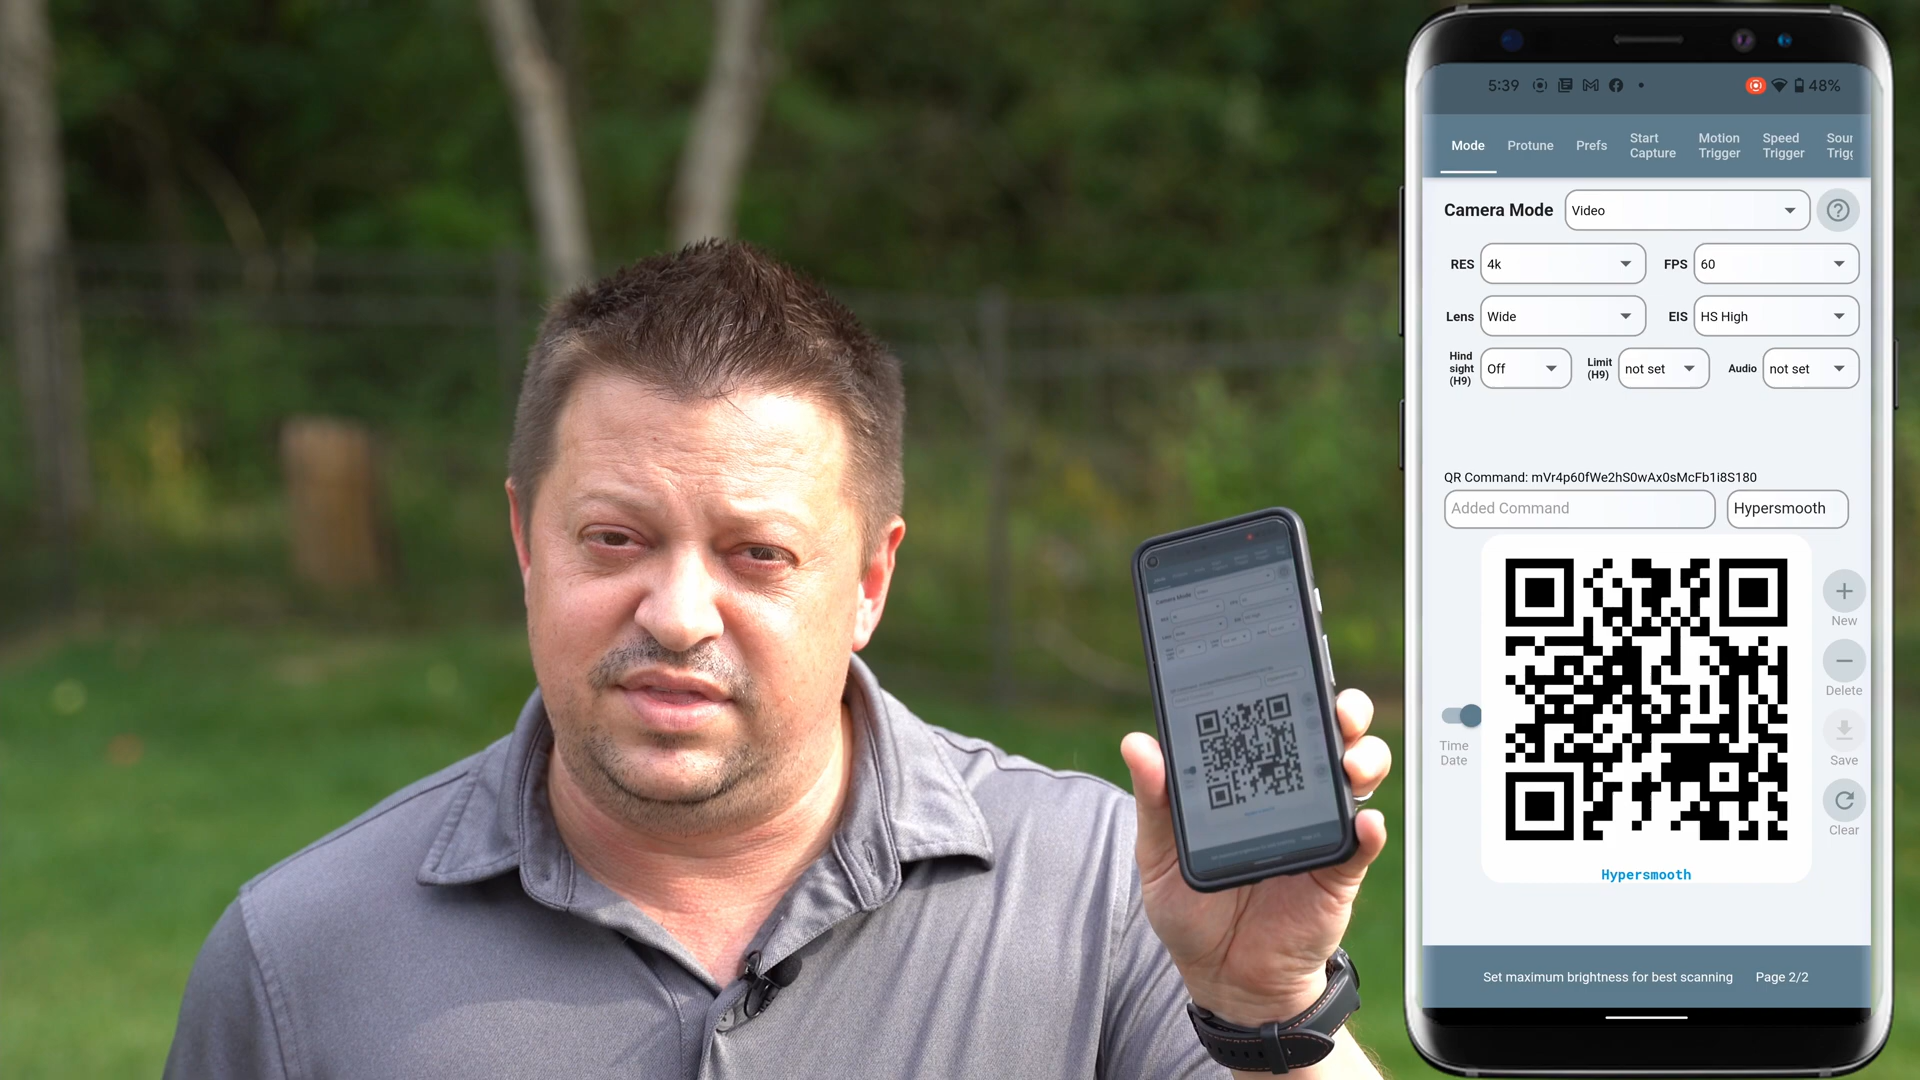 5:39
48%
Mode
Protune
Prefs
Start
Capture
Motion
Trigger
Speed
Trigger
Sour
Trigg
Camera Mode
Video
RES
4k
FPS
60
Lens
Wide
EIS
HS High
Hind
sight
(H9)
Off
Limit
(H9)
not set
Audio
not set
QR Command: mVr4p60fWe2hS0wAx0sMcFb1i8S180
Added Command
Hypersmooth
New
Delete
Time
Date
Save
Clear
Hypersmooth
Set maximum brightness for best scanning
Page 2/2